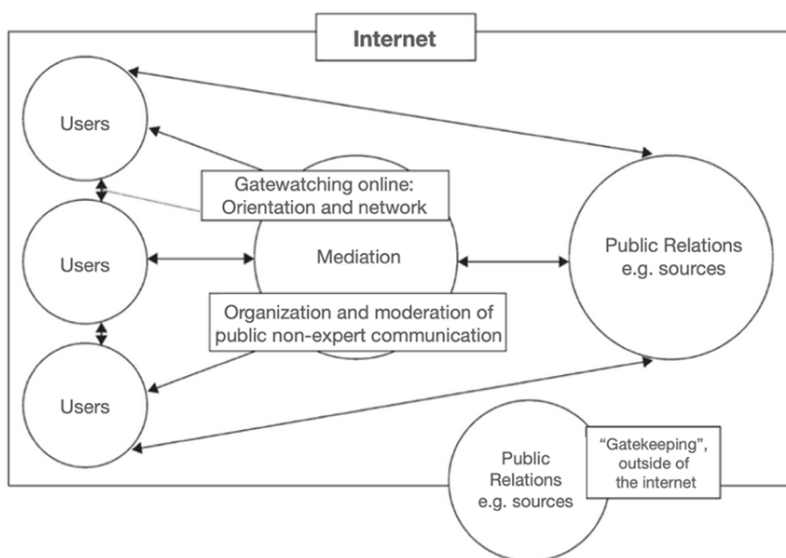 Internet
Users
Gatewatching online:
Orientation and network
Users
Mediation
Public Relations
e.g. sources
Organization and moderation of
public non-expert communication
Users
Public
Relations
e.g. sources
“Gatekeeping”,
outside of
the internet